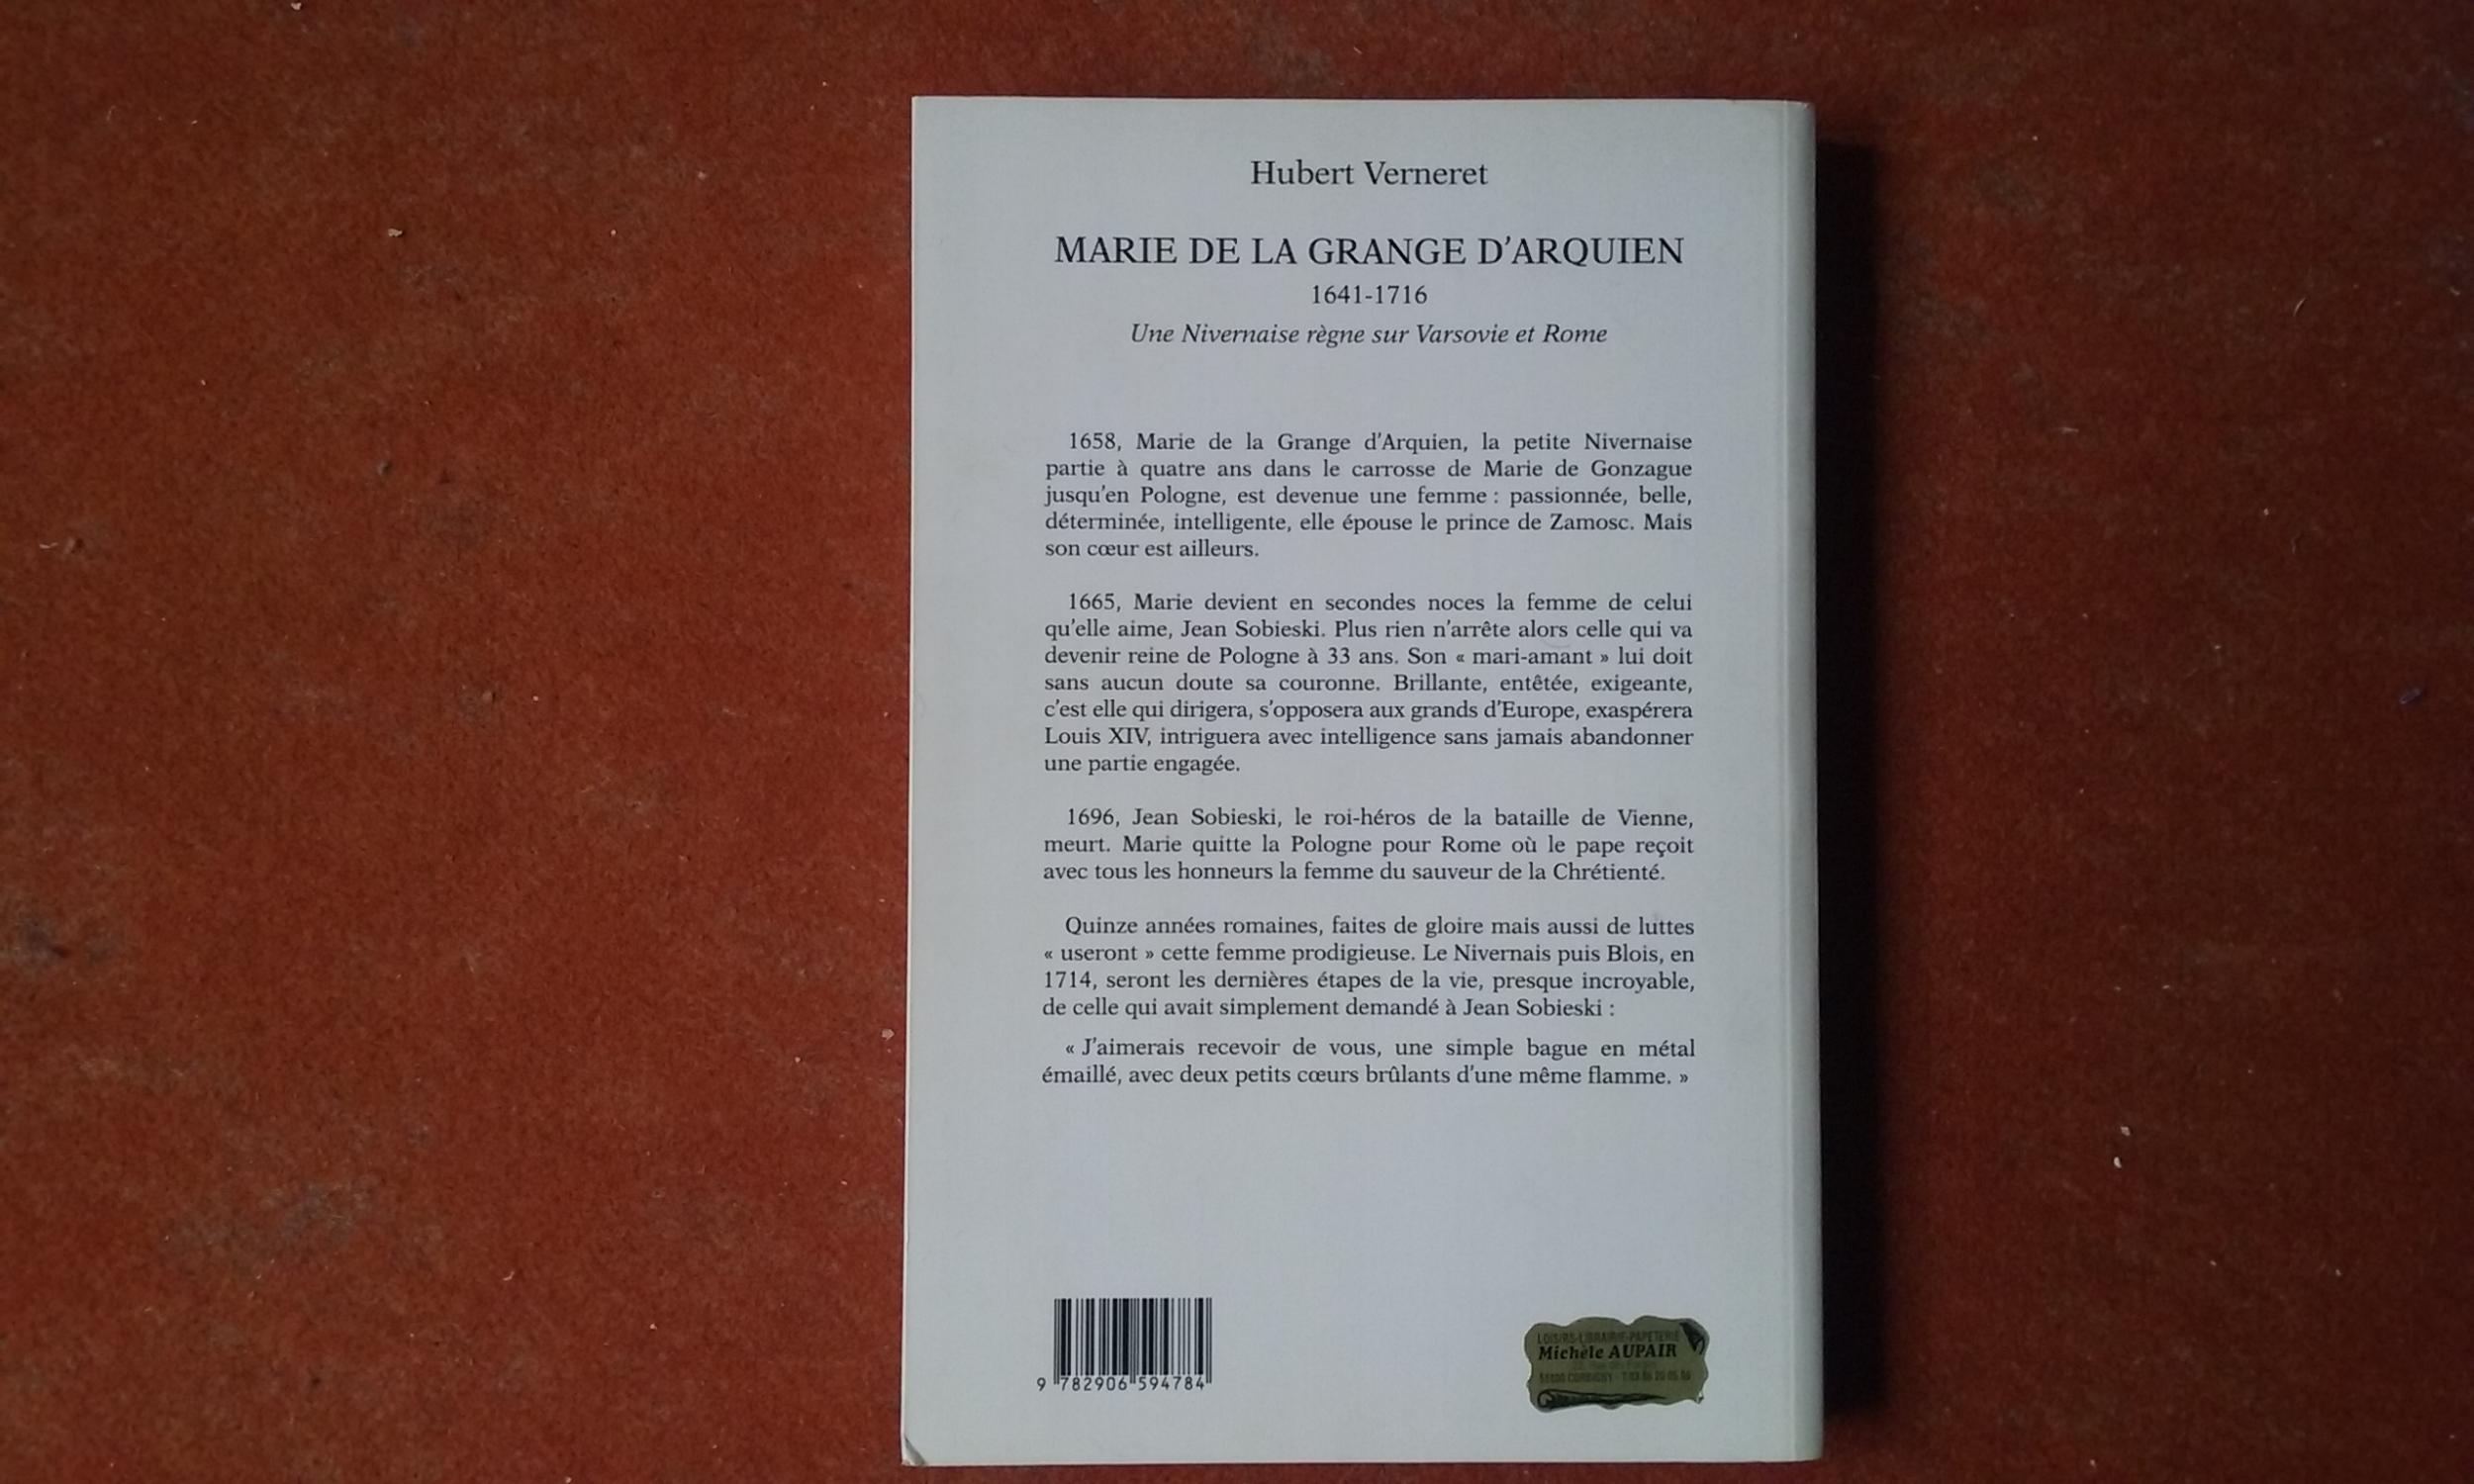 Hubert Verneret
MARIE DE LA GRANGE D'ARQUIEN
1641-1716
Une Nivernaise règne sur Varsovie et Rome
1658, Marie de la Grange d'Arquien, la petite Nivernaise
partie à quatre ans dans le carrosse de Marie de Gonzague
jusqu'en Pologne, est devenue une femme : passionnée, belle,
déterminée, intelligente, elle épouse le prince de Zamosc. Mais
son cœur est ailleurs.
1665, Marie devient en secondes noces la femme de celui
qu'elle aime, Jean Sobieski. Plus rien n'arrête alors celle qui va
devenir reine de Pologne à 33 ans. Son « mari-amant » lui doit
sans aucun doute sa couronne. Brillante, entêtée, exigeante,
c'est elle qui dirigera, s'opposera aux grands d'Europe, exaspérera
Louis XIV, intriguera avec intelligence sans jamais abandonner
une partie engagée.
1696, Jean Sobieski, le roi-héros de la bataille de Vienne,
meurt. Marie quitte la Pologne pour Rome où le pape reçoit
avec tous les honneurs la femme du sauveur de la Chrétienté.
Quinze années romaines, faites de gloire mais aussi de luttes
« useront » cette femme prodigieuse. Le Nivernais puis Blois, en
1714, seront les dernières étapes de la vie, presque incroyable,
de celle qui avait simplement demandé à Jean Sobieski :
« J'aimerais recevoir de vous, une simple bague en métal
émaillé, avec deux petits cœurs brûlants d'une même flamme. »
9 782906 594784
LOISIRS-LIBRAIRIE-PAPETERIE
Michèle AUPAIR
CORBIGNY